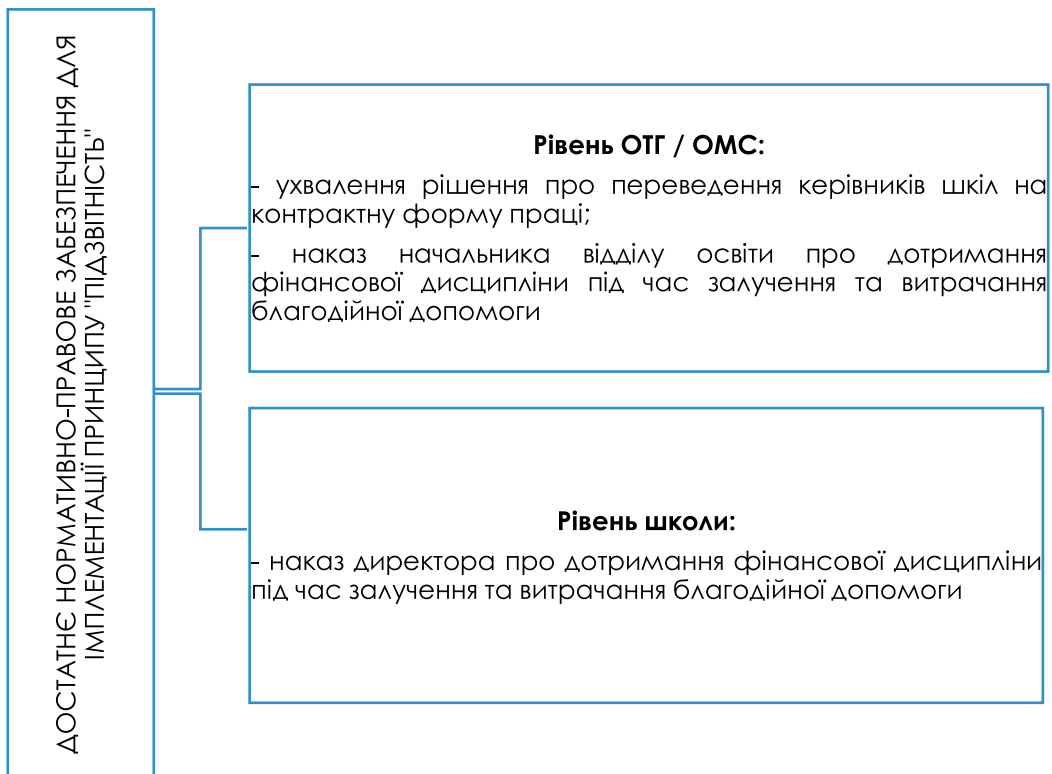 ДОСТАТНЄ НОРМАТИВНО-ПРАВОВЕ ЗАБЕЗПЕЧЕННЯ ДЛЯ
ІМПЛЕМЕНТАЦІЇ ПРИНЦИПУ "ПІДЗВІТНІСТЬ"
Рівень ОТГ / ОМС:
- ухвалення рішення про переведення керівників шкіл на
контрактну форму праці;
- наказ начальника відділу освіти про дотримання
фінансової дисципліни під час залучення та витрачання
благодійної допомоги
Рівень школи:
- наказ директора про дотримання фінансової дисципліни
під час залучення та витрачання благодійної допомоги